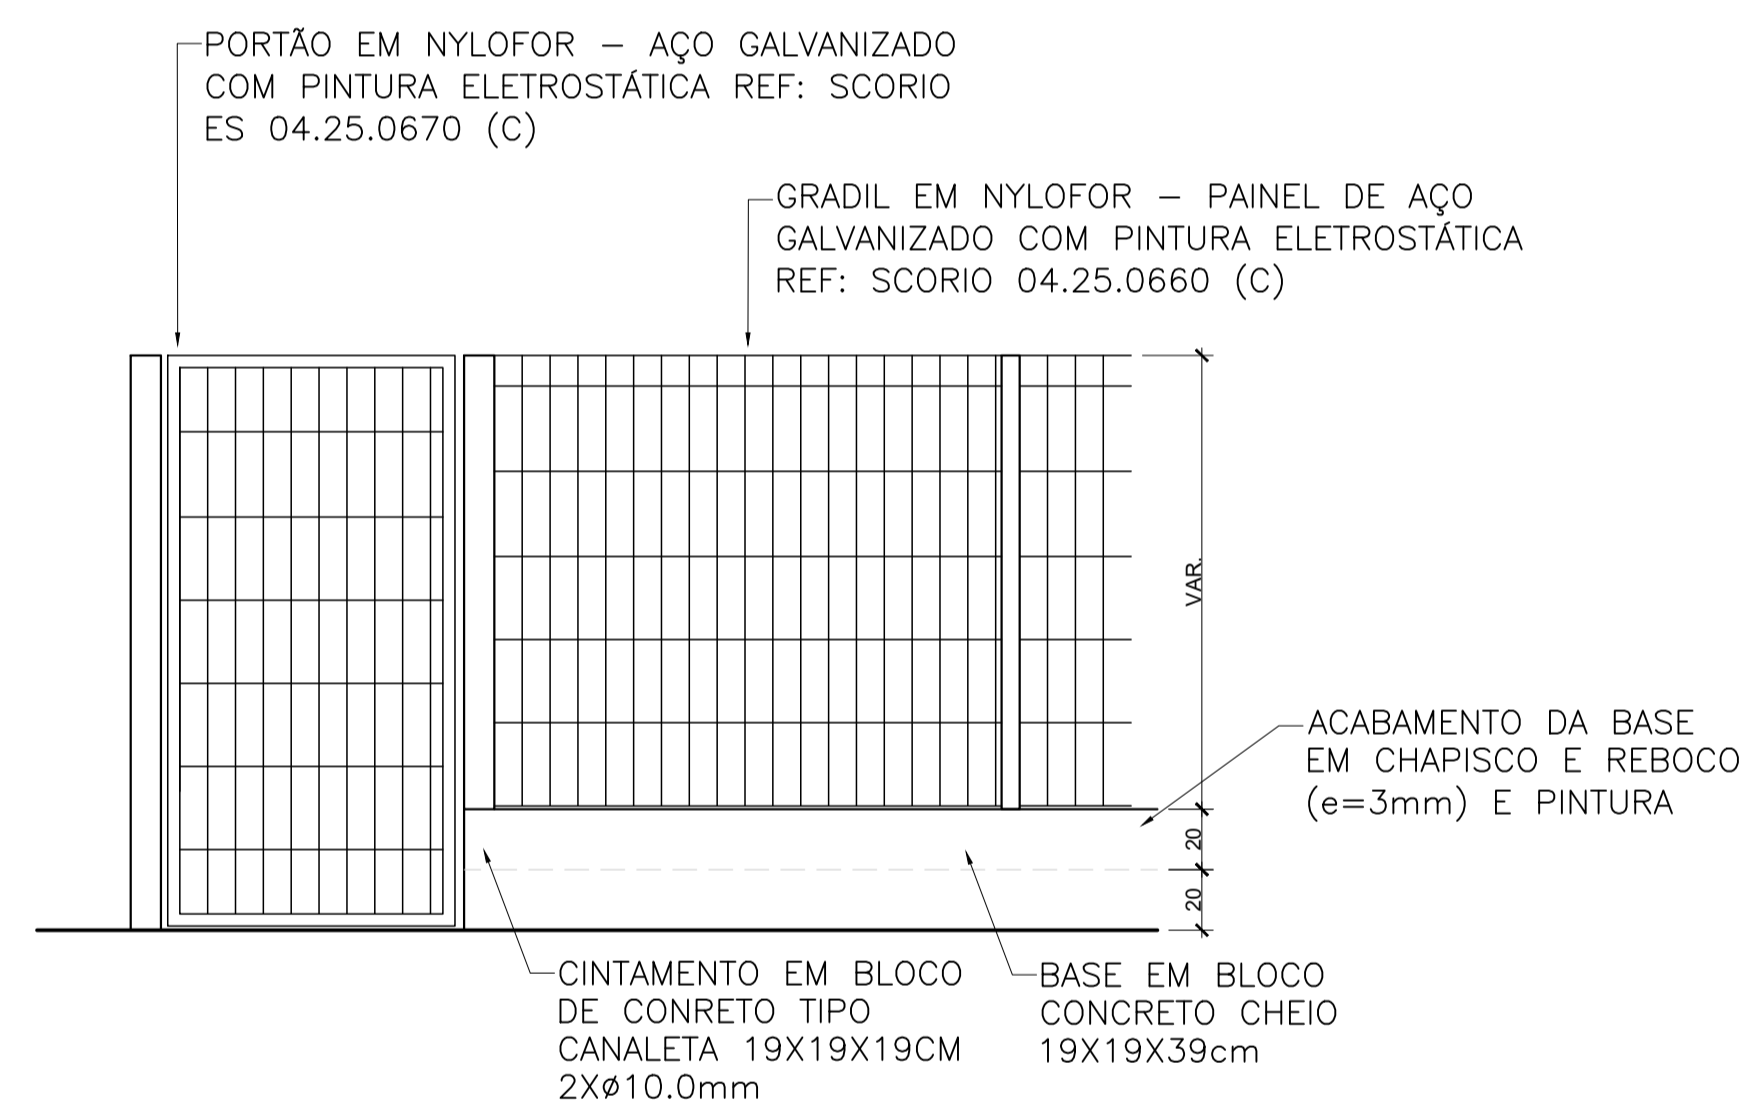 PORTÃO EM NYLOFOR – AÇO GALVANIZADO
COM PINTURA ELETROSTÁTICA REF: SCORIO
ES 04.25.0670 (C)
GRADIL EM NYLOFOR – PAINEL DE AÇO
GALVANIZADO COM PINTURA ELETROSTÁTICA
REF: SCORIO 04.25.0660 (C)
VAR.
ACABAMENTO DA BASE
EM CHAPISCO E REBOCO
(e=3mm) E PINTURA
20
20
CINTAMENTO EM BLOCO
DE CONRETO TIPO
CANALETA 19X19X19CM
2Xø10.0mm
BASE EM BLOCO
CONCRETO CHEIO
19X19X39cm